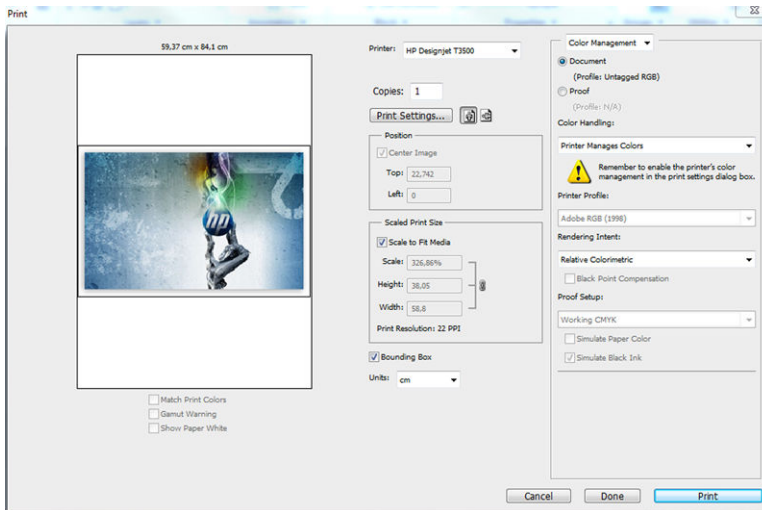 Print
59,37 cm x 84,1 cm
hp
Match Print Colors
Gamut Warning
Show Paper White
Printer: HP Designjet T3500
Copies: 1
Print Settings...
Position
Center Image
Top: 22,742
Left: 0
Scaled Print Size
Scale to Fit Media
Scale: 326,86%
Height: 38,05
Width: 58,8
Print Resolution: 22 PPI
Bounding Box
Units: cm
Color Management
Document
(Profile: Untagged RGB)
Proof
(Profile: N/A)
Color Handling:
Printer Manages Colors
Remember to enable the printer's color
management in the print settings dialog box.
Printer Profile:
Adobe RGB (1998)
Rendering Intent:
Relative Colorimetric
Black Point Compensation
Proof Setup:
Working CMYK
Simulate Paper Color
Simulate Black Ink
Cancel
Done
Print